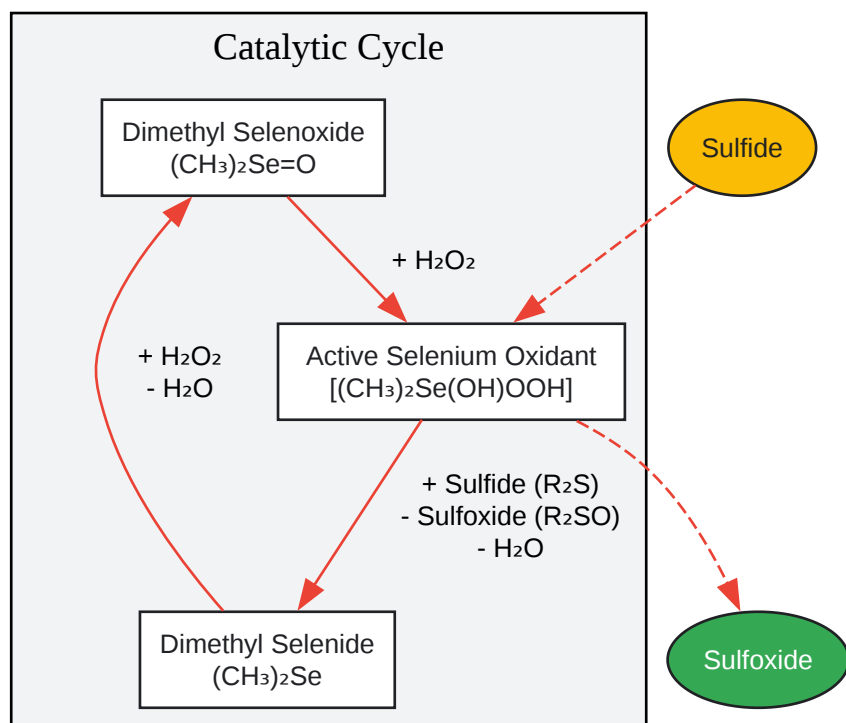 Catalytic Cycle
Dimethyl Selenoxide
(CH₃)₂Se=O
Sulfide
+ H₂O₂
+ H₂O₂
- H₂O
Active Selenium Oxidant
[(CH₃)₂Se(OH)OOH]
+ Sulfide (R₂S)
- Sulfoxide (R₂SO)
- H₂O
Dimethyl Selenide
(CH₃)₂Se
Sulfoxide